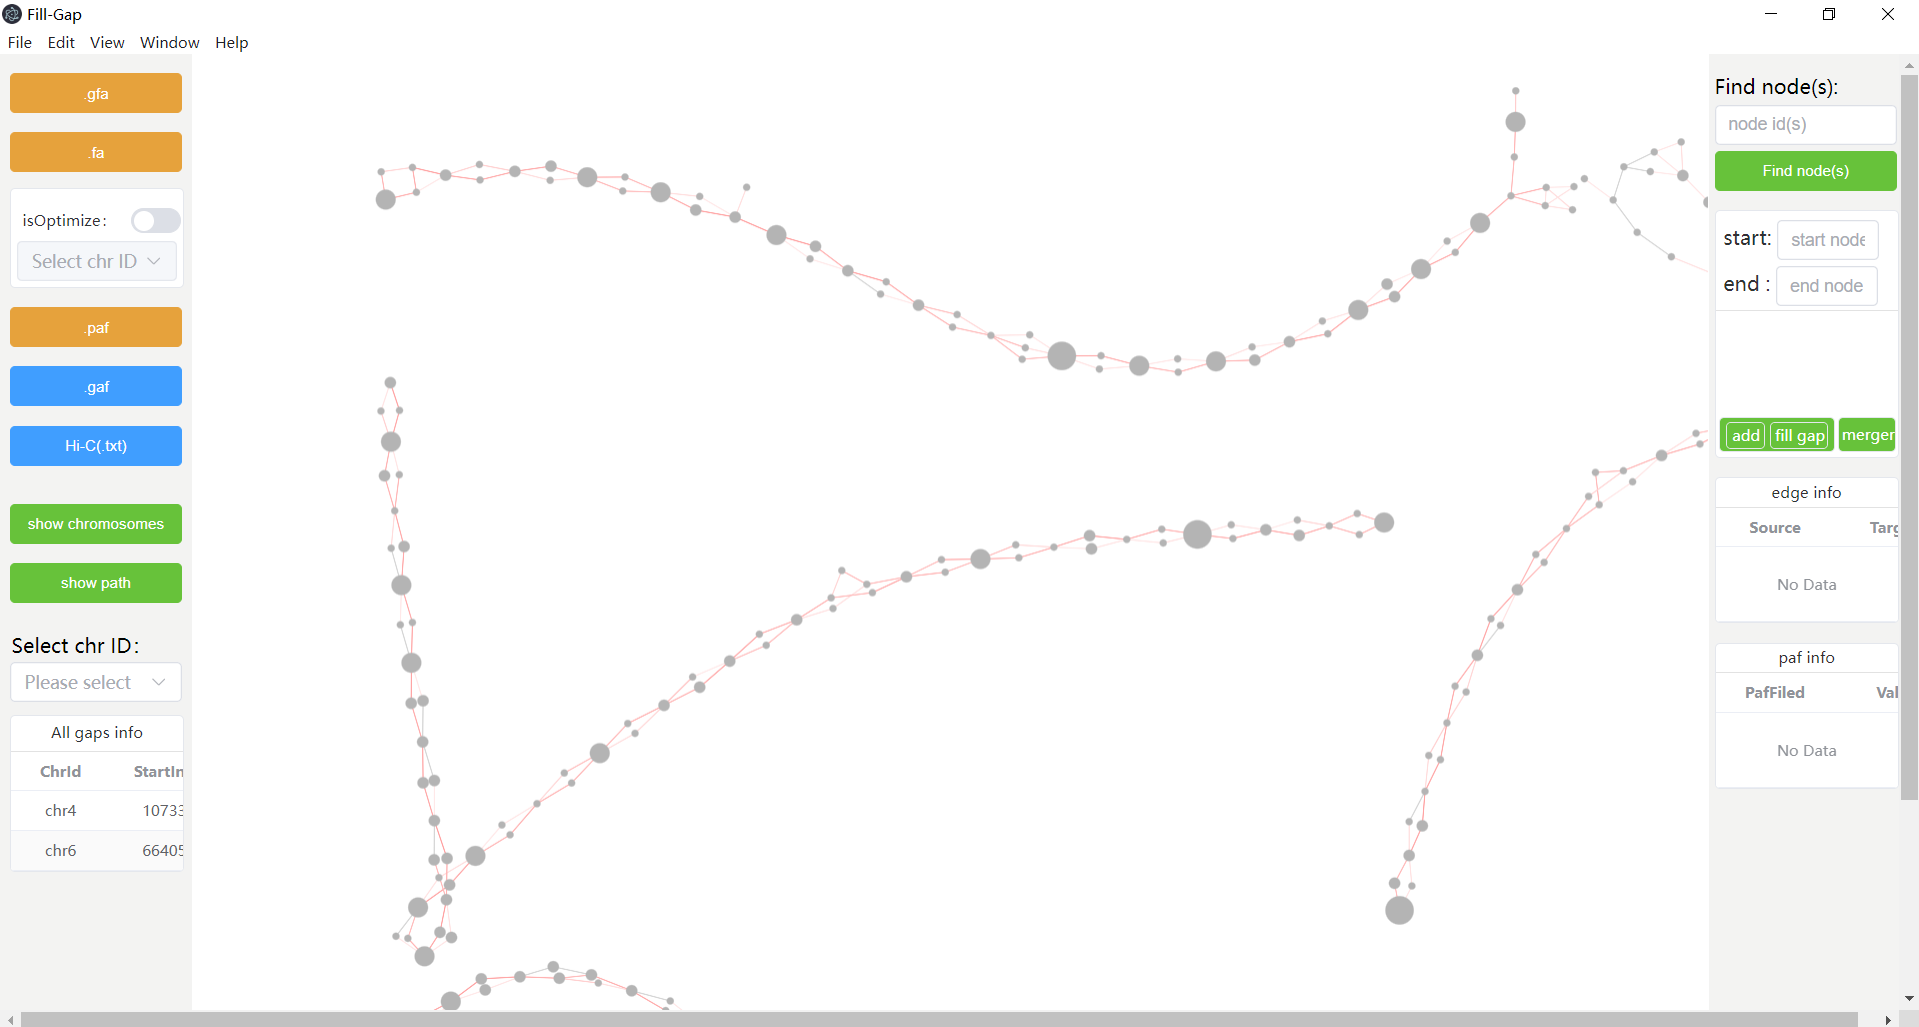 Fill-Gap
File Edit View Window Help
.gfa
.fa
isOptimize:
Select chr ID
.paf
.gaf
Hi-C(.txt)
show chromosomes
show path
Select chr ID:
Please select
All gaps info
ChrId StartIn
chr4 10733
chr6 66405
Find node(s):
node id(s)
Find node(s)
start: start node
end : end node
add fill gap merger
edge info
Source Targ
No Data
paf info
PafFiled Val
No Data